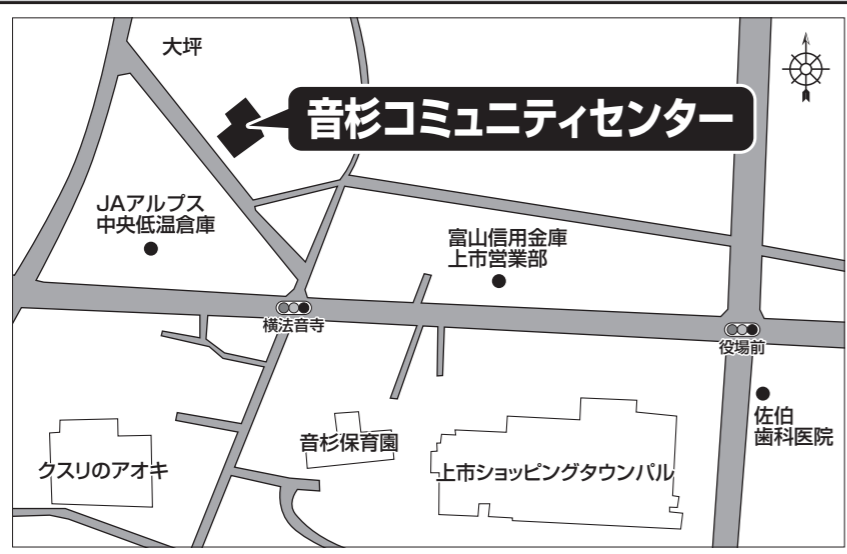 大坪
音杉コミュニティセンター
JAアルプス
中央低温倉庫
富山信用金庫
上市営業部
横法音寺
役場前
佐伯
歯科医院
音杉保育園
クスリのアオキ
上市ショッピングタウンパル